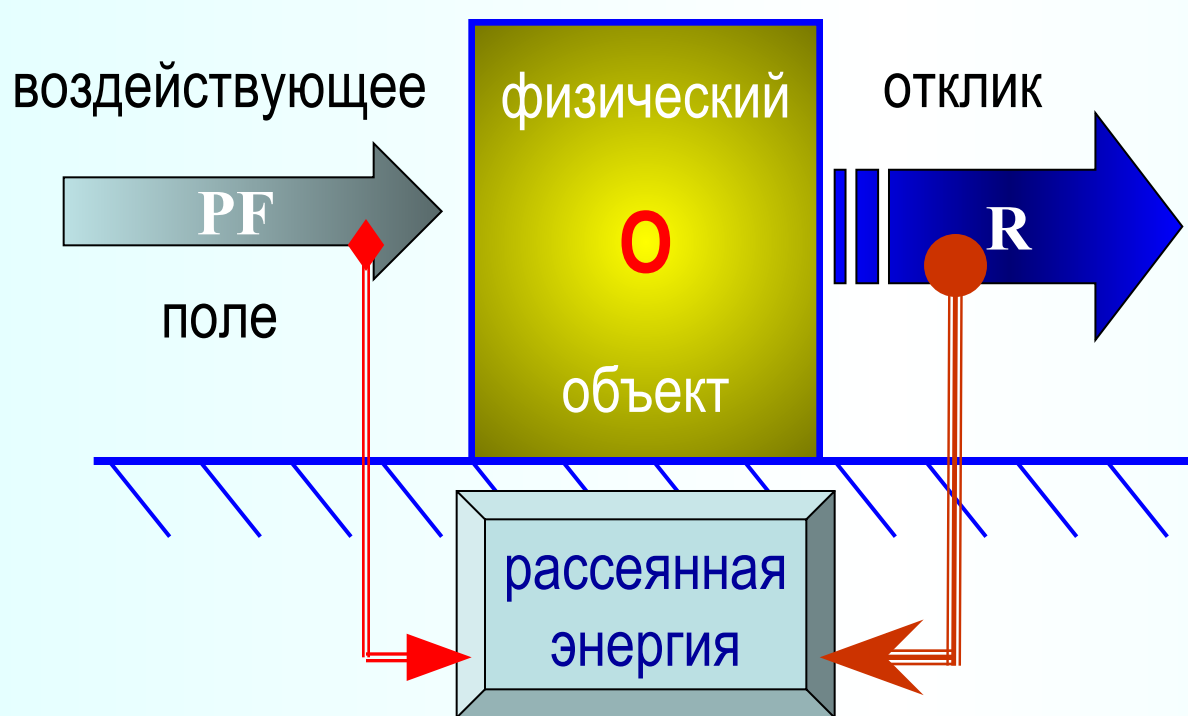 воздействующее
PF
поле
физический
О
объект
отклик
R
рассеянная
энергия